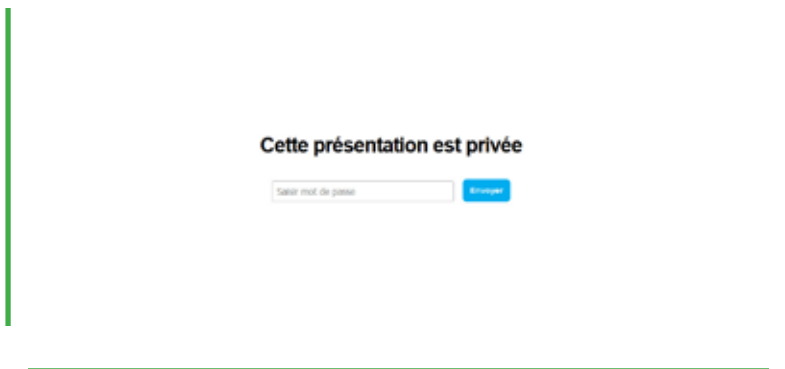 Cette présentation est privée
Saisir mot de passe
Envoyer